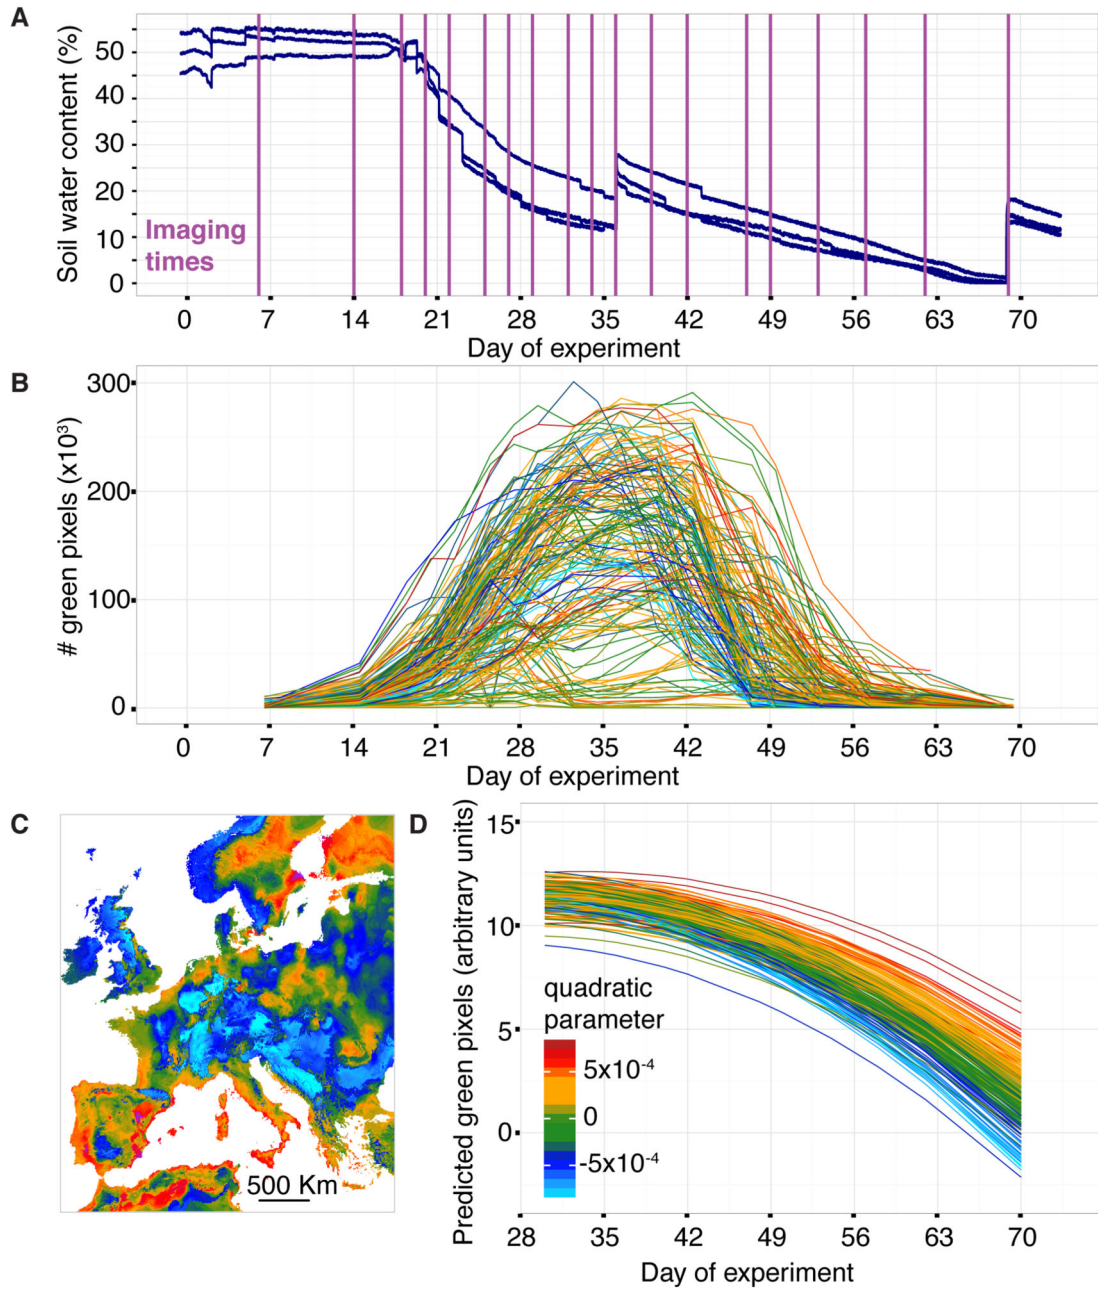 A
Soil water content (%)
50
40
30
20
10
0
Imaging
times
0 7 14 21 28 35 42 49 56 63 70
Day of experiment
B
# green pixels (x10³)
300
200
100
0
0 7 14 21 28 35 42 49 56 63 70
Day of experiment
C
500 Km
D
Predicted green pixels (arbitrary units)
15
10
5
0
quadratic
parameter
5x10⁻⁴
0
-5x10⁻⁴
28 35 42 49 56 63 70
Day of experiment